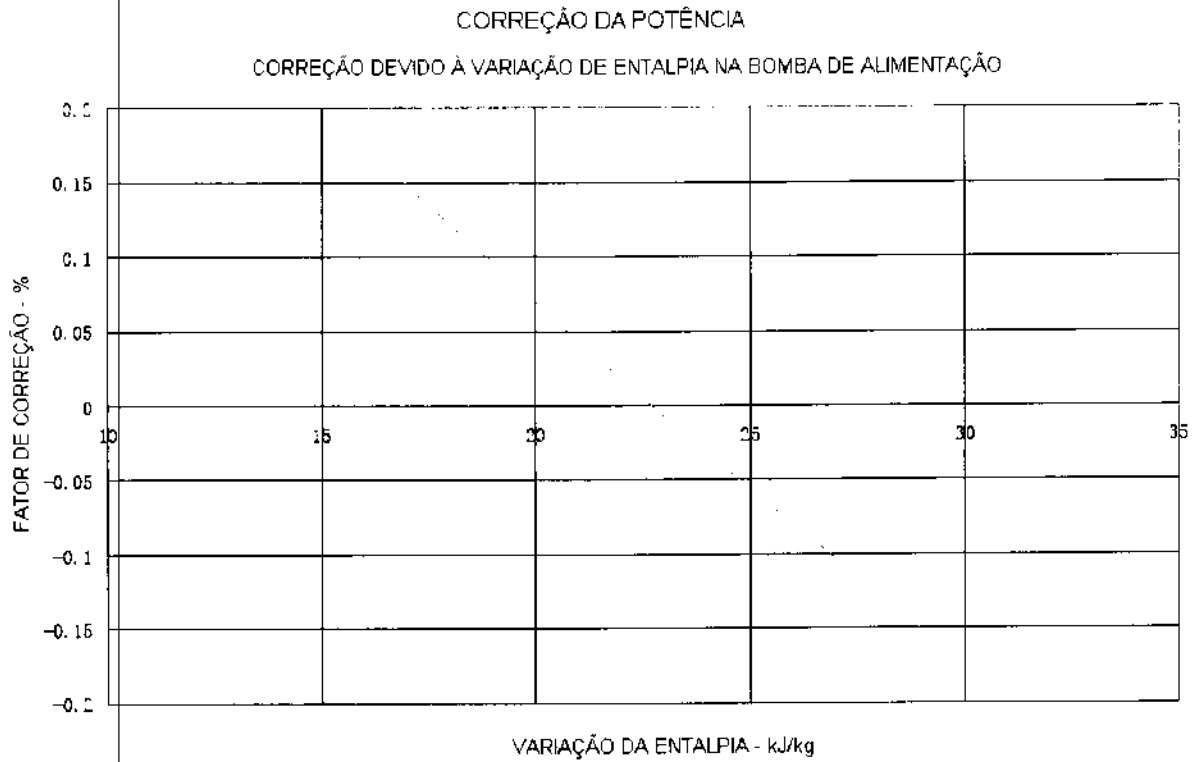 CORREÇÃO DA POTÊNCIA
CORREÇÃO DEVIDO À VARIAÇÃO DE ENTALPIA NA BOMBA DE ALIMENTAÇÃO
0.15
0.1
0.05
0
10 15 20 25 30 35
-0.05
-0.1
-0.15
FATOR DE CORREÇÃO - %
VARIAÇÃO DA ENTALPIA - kJ/kg